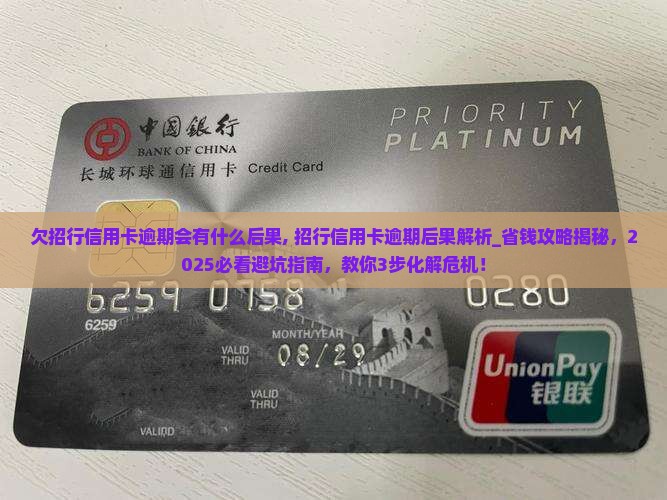 中国银行
BANK OF CHINA
长城环球通信用卡 Credit Card
PRIORITY
PLATINUM
欠招行信用卡逾期会有什么后果, 招行信用卡逾期后果解析_省钱攻略揭秘，2
025必看避坑指南，教你3步化解危机！
6259 0758 0280
6259
MONTH/YEAR
VALID
THRU
08/29
VALID
THRU
VALID D
UnionPay
银联